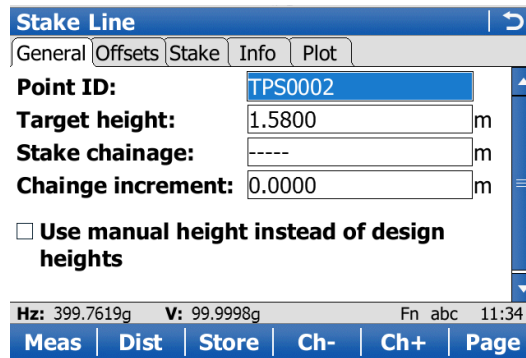 Stake Line
General Offsets Stake Info Plot
Point ID: TPS0002
Target height: 1.5800 m
Stake chainage: ----- m
Chainge increment: 0.0000 m
Use manual height instead of design
heights
Hz: 399.7619g V: 99.9998g Fn abc 11:34
Meas Dist Store Ch- Ch+ Page